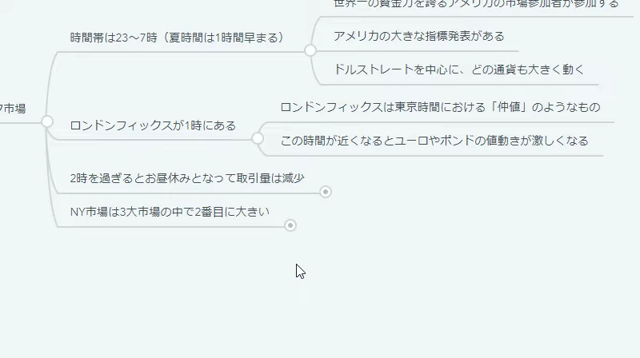 世界一の資金力を誇るアメリカの市場参加者が参加する
時間帯は23〜7時（夏時間は1時間早まる）
アメリカの大きな指標発表がある
ドルストレートを中心に、どの通貨も大きく動く
市場
ロンドンフィックスが1時にある
ロンドンフィックスは東京時間における「仲値」のようなもの
この時間が近くなるとユーロやポンドの値動きが激しくなる
2時を過ぎるとお昼休みとなって取引量は減少
NY市場は3大市場の中で2番目に大きい